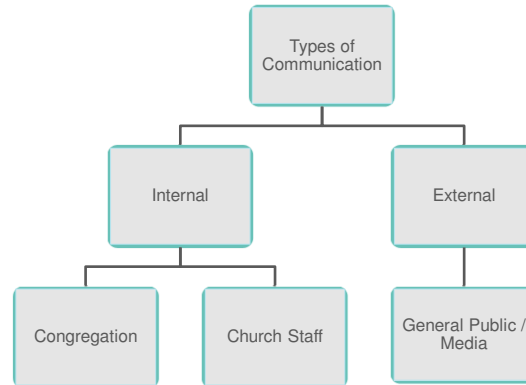 Types of
Communication
Internal
External
Congregation
Church Staff
General Public /
Media